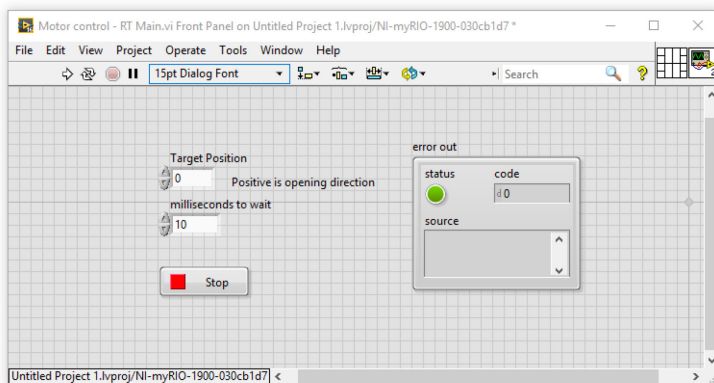 Motor control - RT Main.vi Front Panel on Untitled Project 1.lvproj/NI-myRIO-1900-030cb1d7 *
File Edit View Project Operate Tools Window Help
15pt Dialog Font Search
error out
Target Position
status code
0 Positive is opening direction
d 0
milliseconds to wait
source
10
Stop
Untitled Project 1.lvproj/NI-myRIO-1900-030cb1d7